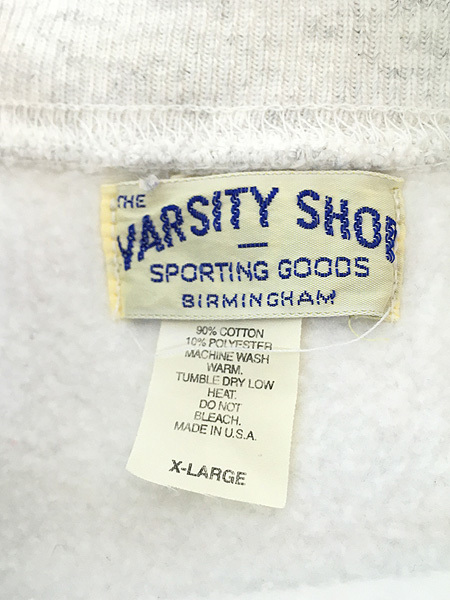 THE
VARSITY SHOP
SPORTING GOODS
BIRMINGHAM
90% COTTON
10% POLYESTER
MACHINE WASH
WARM.
TUMBLE DRY LOW
HEAT.
DO NOT
BLEACH.
MADE IN U.S.A.
X-LARGE